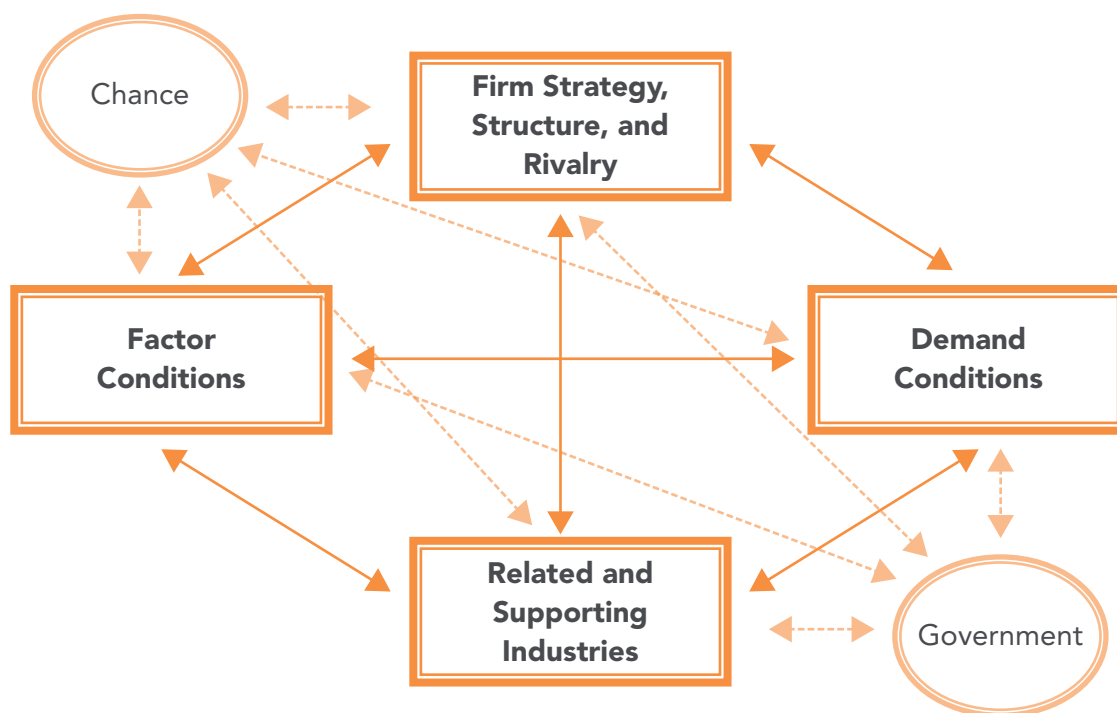 Chance
Firm Strategy,
Structure, and
Rivalry
Factor
Conditions
Demand
Conditions
Related and
Supporting
Industries
Government